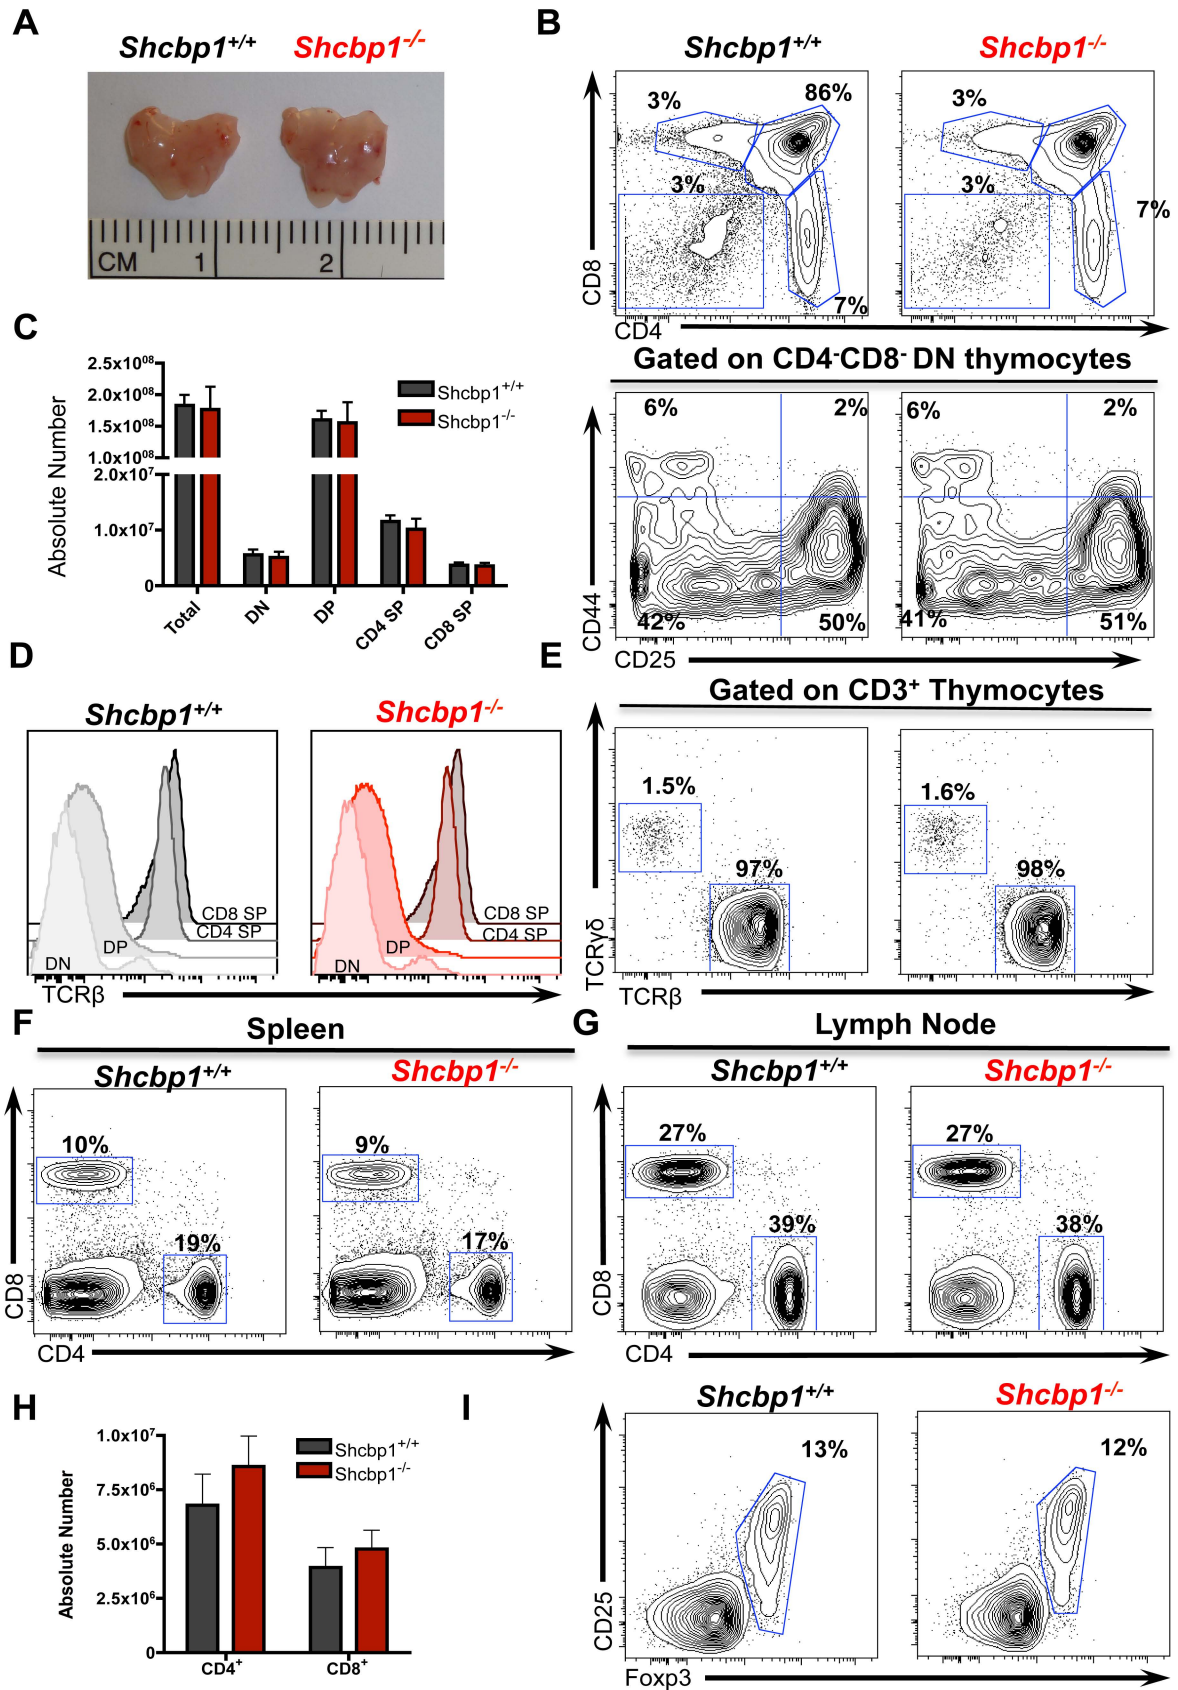 A
Shcbp1+/+ Shcbp1-/-
CM 1 2
B
Shcbp1+/+ Shcbp1-/-
3% 86% 3%
3% 3% 7%
7%
CD8
CD4
Gated on CD4-CD8- DN thymocytes
6% 2% 6% 2%
42% 50% 41% 51%
CD44
CD25
C
2.5x10^08
2.0x10^08
1.5x10^08
1.0x10^08
2.0x10^7
1.0x10^7
0
Absolute Number
Shcbp1+/+
Shcbp1-/-
Total DN DP CD4 SP CD8 SP
D
Shcbp1+/+ Shcbp1-/-
CD8 SP CD8 SP
CD4 SP CD4 SP
DP DP
DN DN
TCRβ
E
Gated on CD3+ Thymocytes
1.5% 1.6%
97% 98%
TCRγδ
TCRβ
F
Spleen
Shcbp1+/+ Shcbp1-/-
10% 9%
19% 17%
CD8
CD4
G
Lymph Node
Shcbp1+/+ Shcbp1-/-
27% 27%
39% 38%
CD8
CD4
H
1.0x10^7
7.5x10^6
5.0x10^6
2.5x10^6
0
Absolute Number
Shcbp1+/+
Shcbp1-/-
CD4+ CD8+
I
Shcbp1+/+ Shcbp1-/-
13% 12%
CD25
Foxp3